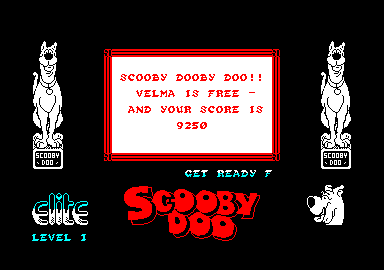 SCOOBY DOOBY DOO!!
VELMA IS FREE -
AND YOUR SCORE IS
9250
SCOOBY
- DOO -
SCOOBY
- DOO -
GET READY F
elite
SCOOBY
DOO
LEVEL 1